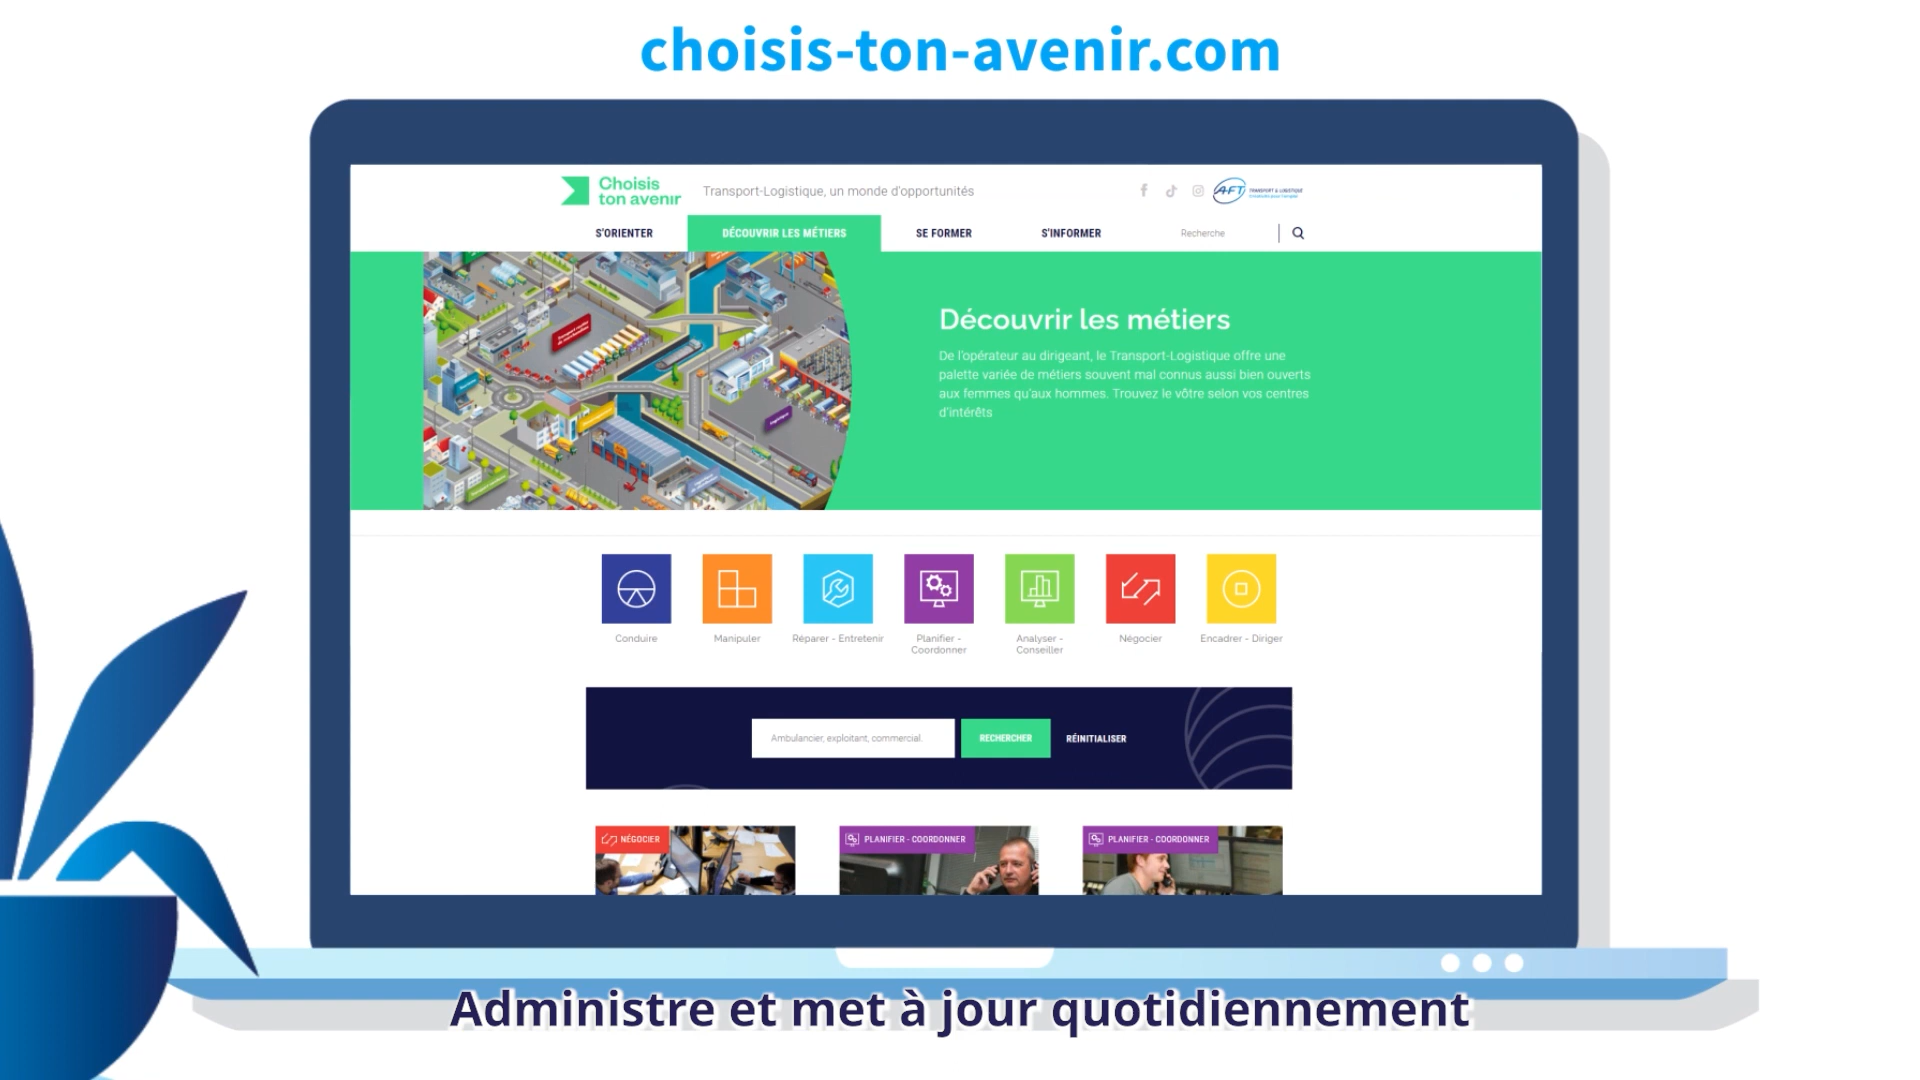 choisis-ton-avenir.com
Choisis
ton avenir
Transport-Logistique, un monde d'opportunités
AFT
TRANSPORT & LOGISTIQUE
S'ORIENTER
DÉCOUVRIR LES MÉTIERS
SE FORMER
S'INFORMER
Recherche
Découvrir les métiers
De l'opérateur au dirigeant, le Transport-Logistique offre une
palette variée de métiers souvent mal connus aussi bien ouverts
aux femmes qu'aux hommes. Trouvez le vôtre selon vos centres
d'intérêts
Conduire
Manipuler
Réparer - Entretenir
Planifier -
Coordonner
Analyser -
Conseiller
Négocier
Encadrer - Diriger
Ambulancier, exploitant, commercial.
RECHERCHER
RÉINITIALISER
NÉGOCIER
PLANIFIER - COORDONNER
PLANIFIER - COORDONNER
Administre et met à jour quotidiennement